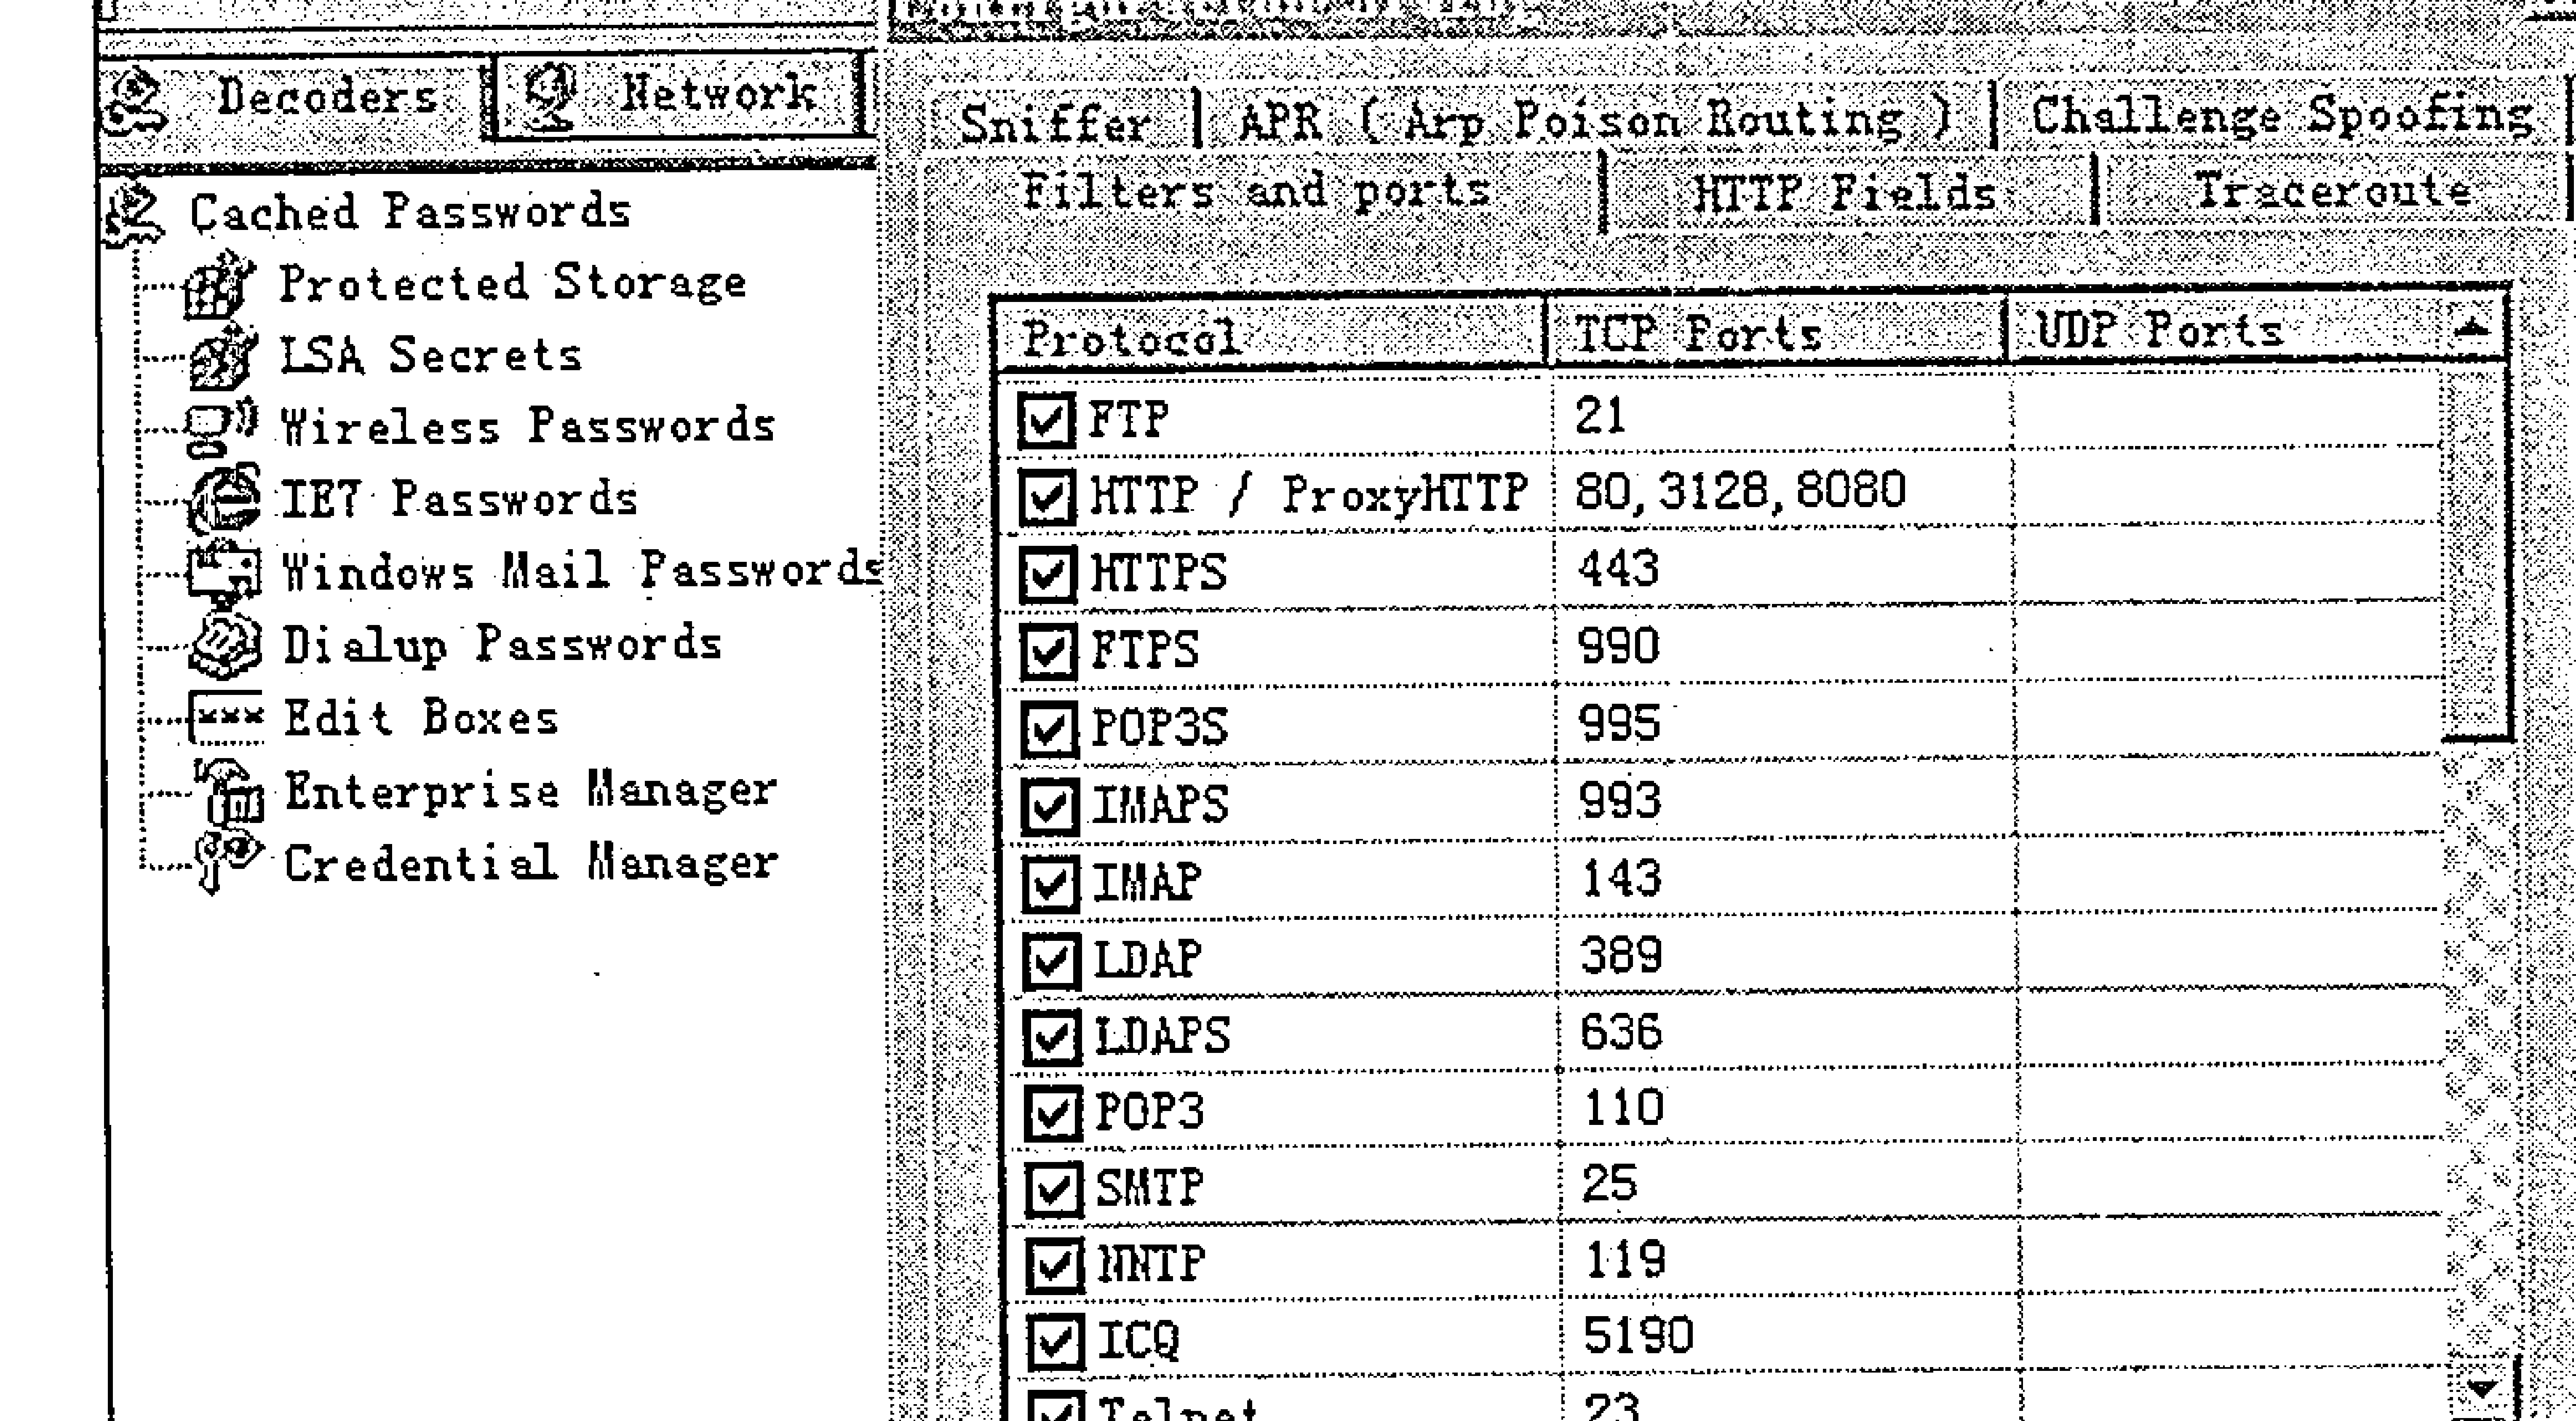 Decoders
Network
Cached Passwords
Protected Storage
LSA Secrets
Wireless Passwords
IE7 Passwords
Windows Mail Passwords
Dialup Passwords
Edit Boxes
Enterprise Manager
Credential Manager
Sniffer APR ( Arp Poison Routing ) Challenge Spoofing
Filters and ports HTTP Fields Traceroute
Protocol TCP Ports UDP Ports
FTP 21
HTTP / ProxyHTTP 80, 3128, 8080
HTTPS 443
FTPS 990
POP3S 995
IMAPS 993
IMAP 143
LDAP 389
LDAPS 636
POP3 110
SMTP 25
NNTP 119
ICQ 5190
Telnet 23